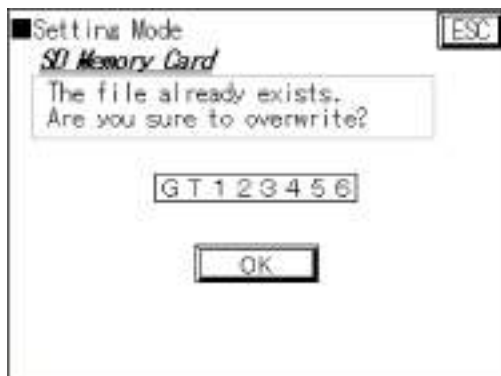 ■Setting Mode
ESC
SD Memory Card
The file already exists.
Are you sure to overwrite?
GT123456
OK